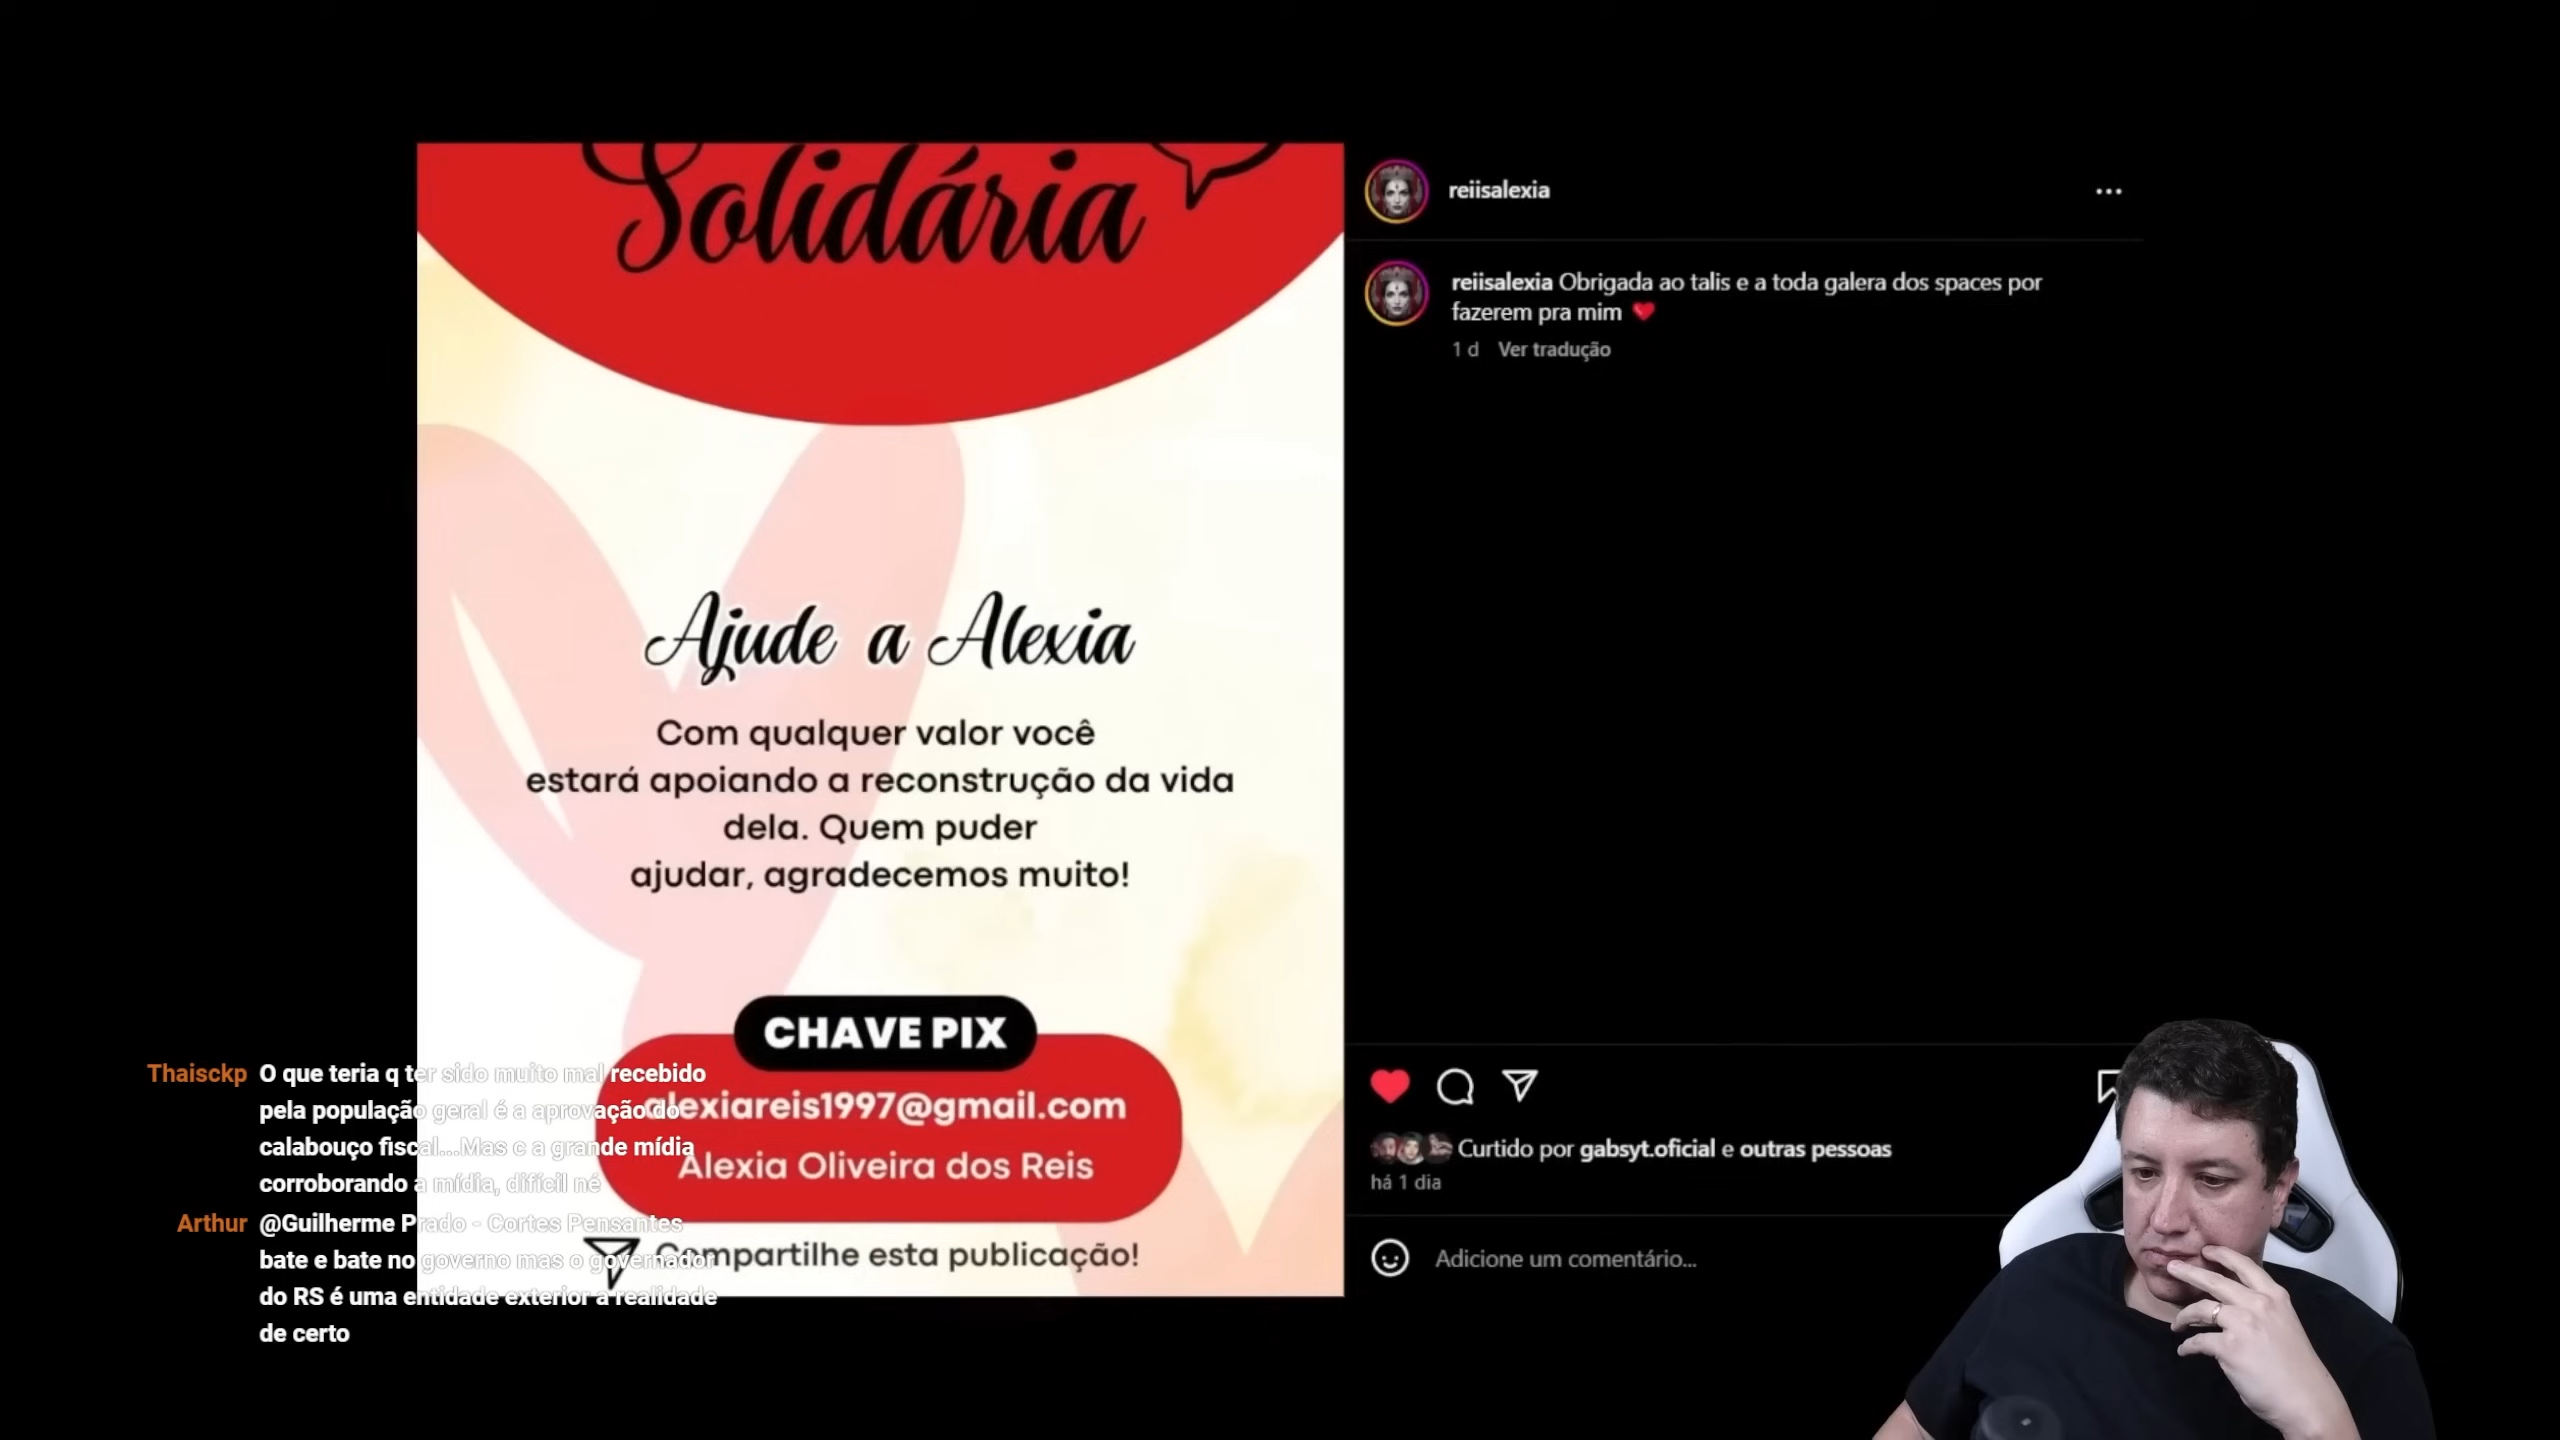 Solidária
Ajude a Alexia
Com qualquer valor você
estará apoiando a reconstrução da vida
dela. Quem puder
ajudar, agradecemos muito!
CHAVE PIX
alexiareis1997@gmail.com
Alexia Oliveira dos Reis
Compartilhe esta publicação!
reiisalexia
reiisalexia Obrigada ao talis e a toda galera dos spaces por
fazerem pra mim ❤️
1 d Ver tradução
Curtido por gabsyt.oficial e outras pessoas
há 1 dia
Adicione um comentário...
Thaisckp O que teria q ter sido muito mal recebido
pela população geral é a aprovação do
calabouço fiscal...Mas c a grande mídia
corroborando a mídia, difícil né
Arthur @Guilherme Prado - Cortes Pensantes
bate e bate no governo mas o governador
do RS é uma entidade exterior a realidade
de certo